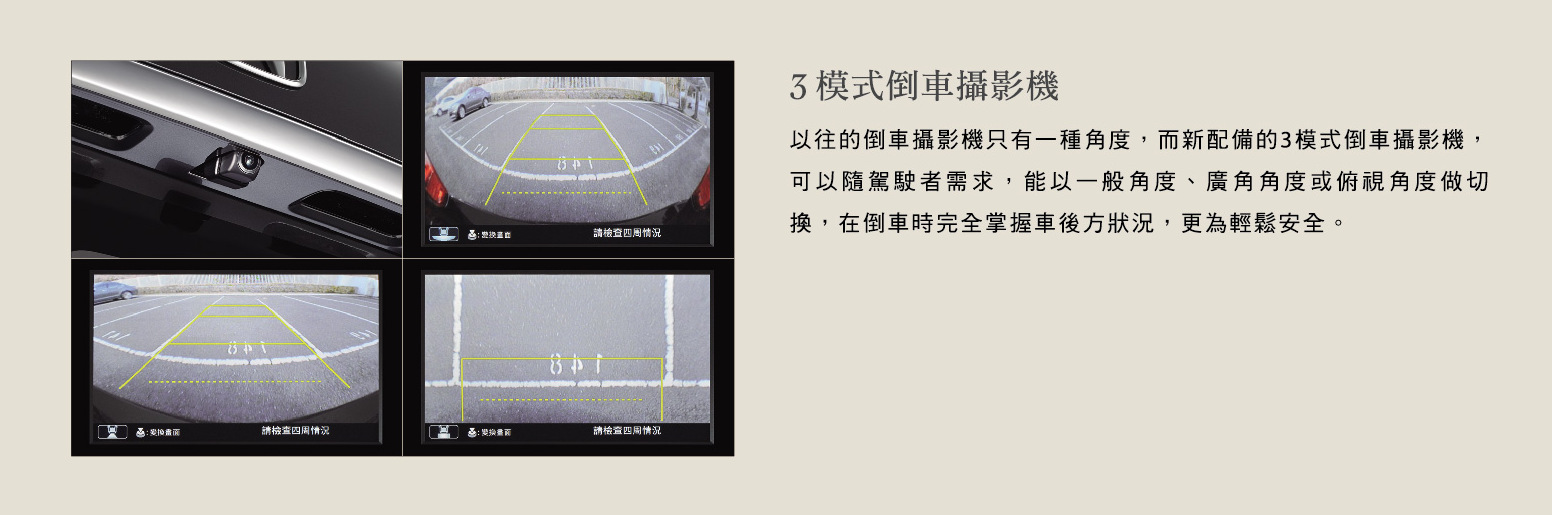 3 模式倒車攝影機
以往的倒車攝影機只有一種角度，而新配備的3模式倒車攝影機，
可以隨駕駛者需求，能以一般角度、廣角角度或俯視角度做切
換，在倒車時完全掌握車後方狀況，更為輕鬆安全。
:變換畫面 請檢查四周情況
:變換畫面 請檢查四周情況
:變換畫面 請檢查四周情況